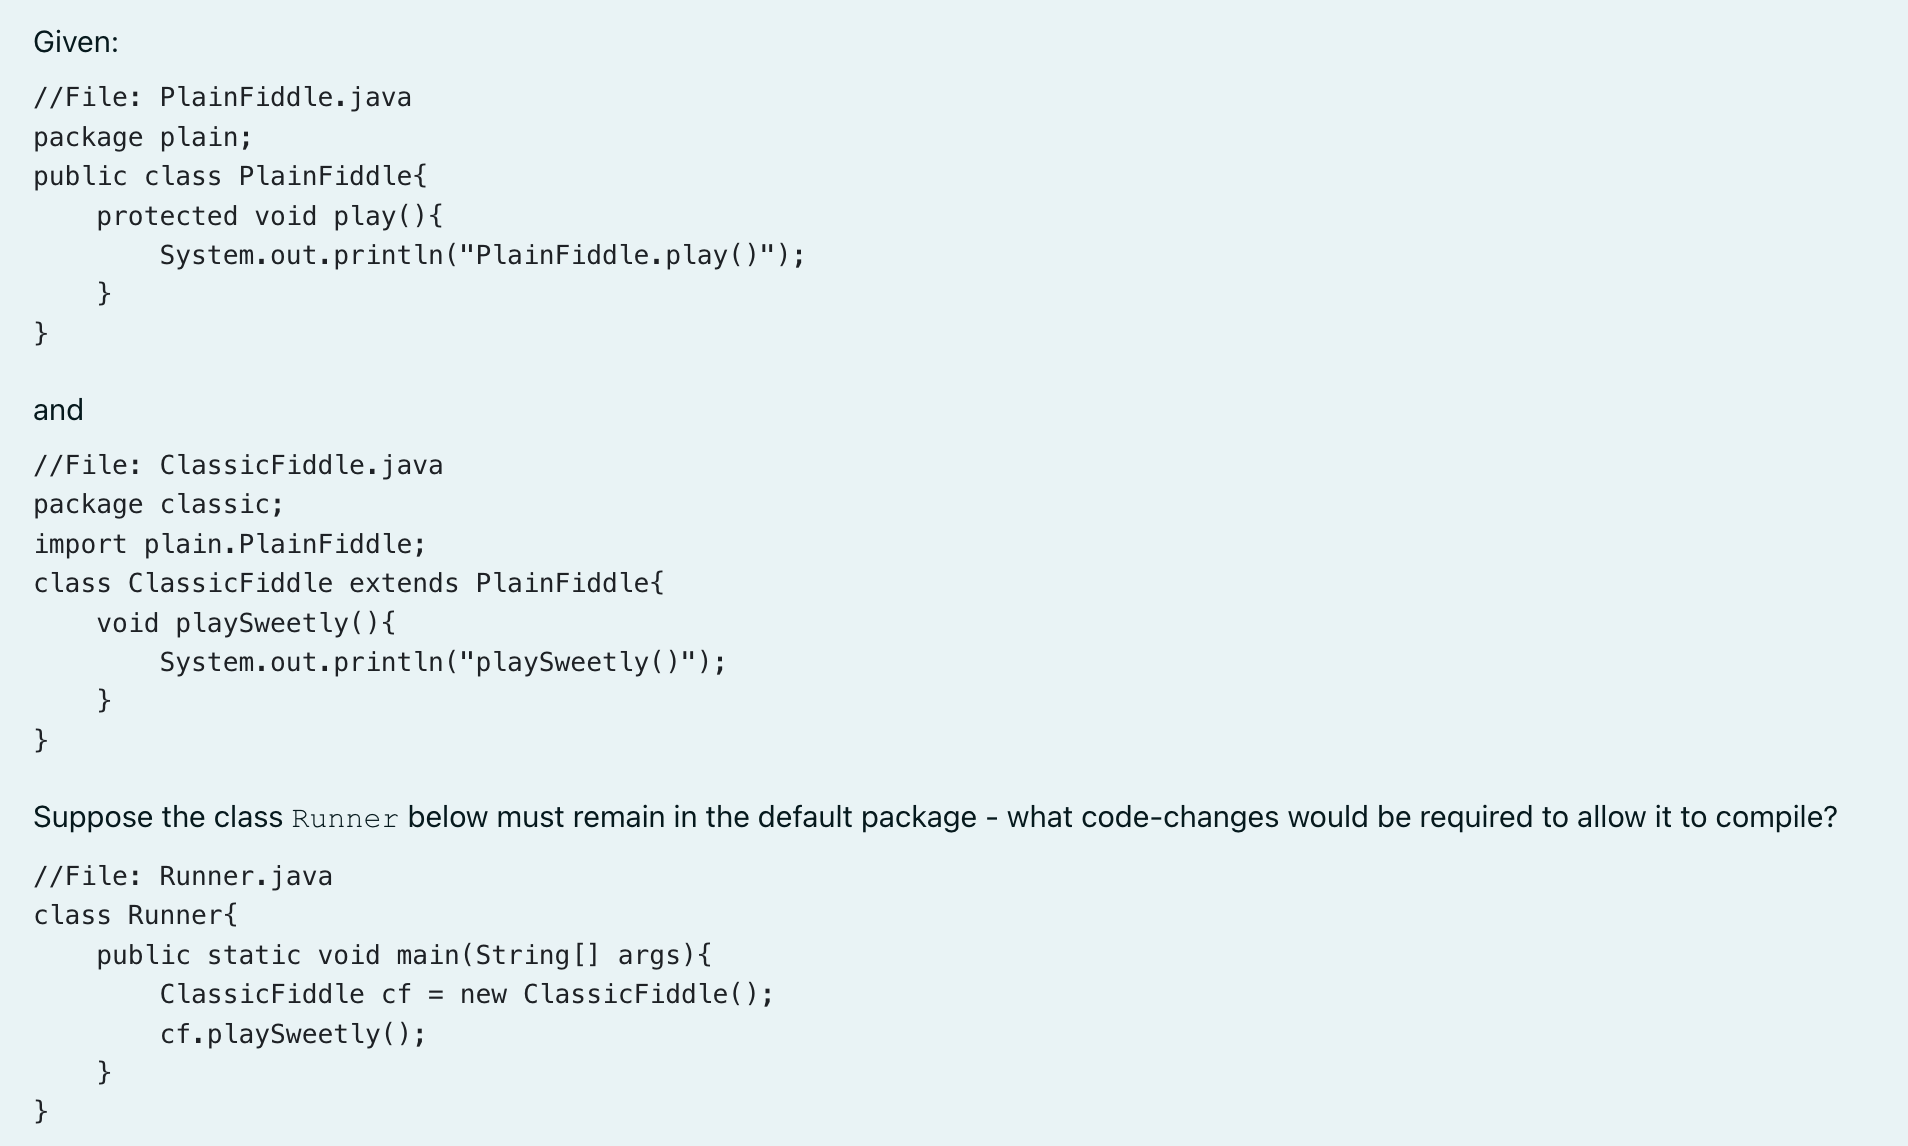 Given:
//File: PlainFiddle.java
package plain;
public class PlainFiddle{
    protected void play(){
        System.out.println("PlainFiddle.play()");
    }
}
and
//File: ClassicFiddle.java
package classic;
import plain.PlainFiddle;
class ClassicFiddle extends PlainFiddle{
    void playSweetly(){
        System.out.println("playSweetly()");
    }
}
Suppose the class Runner below must remain in the default package - what code-changes would be required to allow it to compile?
//File: Runner.java
class Runner{
    public static void main(String[] args){
        ClassicFiddle cf = new ClassicFiddle();
        cf.playSweetly();
    }
}